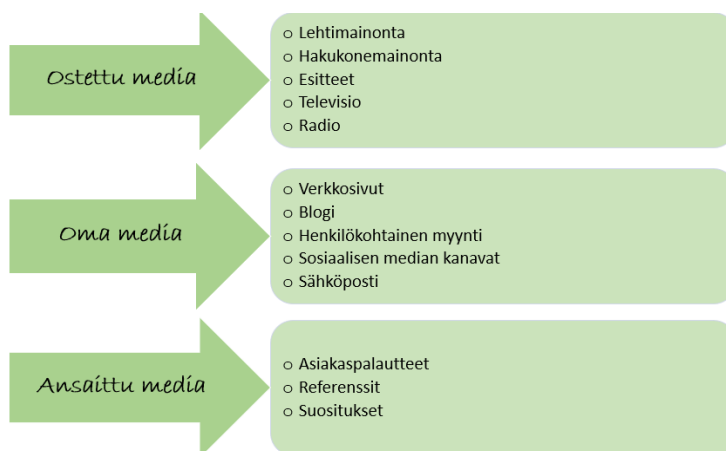 Ostettu media
o Lehtimainonta
o Hakukonemainonta
o Esitteet
o Televisio
o Radio
Oma media
o Verkkosivut
o Blogi
o Henkilökohtainen myynti
o Sosiaalisen median kanavat
o Sähköposti
Ansaittu media
o Asiakaspalautteet
o Referenssit
o Suositukset